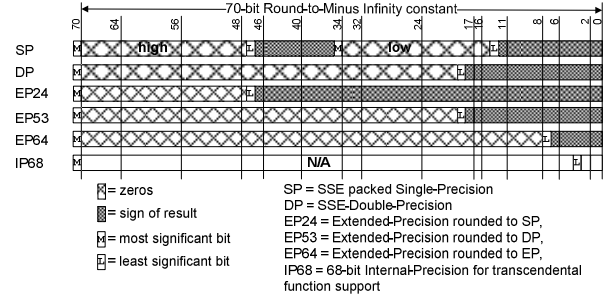 70-bit Round-to-Minus Infinity constant
70 64 56 48 46 40 34 32 24 17 16 12 8 6 2 0
SP M high L M low L
DP M L
EP24 M L
EP53 M L
EP64 M L
IP68 M N/A L
= zeros
= sign of result
M = most significant bit
L = least significant bit
SP = SSE packed Single-Precision
DP = SSE-Double-Precision
EP24 = Extended-Precision rounded to SP,
EP53 = Extended-Precision rounded to DP,
EP64 = Extended-Precision rounded to EP,
IP68 = 68-bit Internal-Precision for transcendental
function support